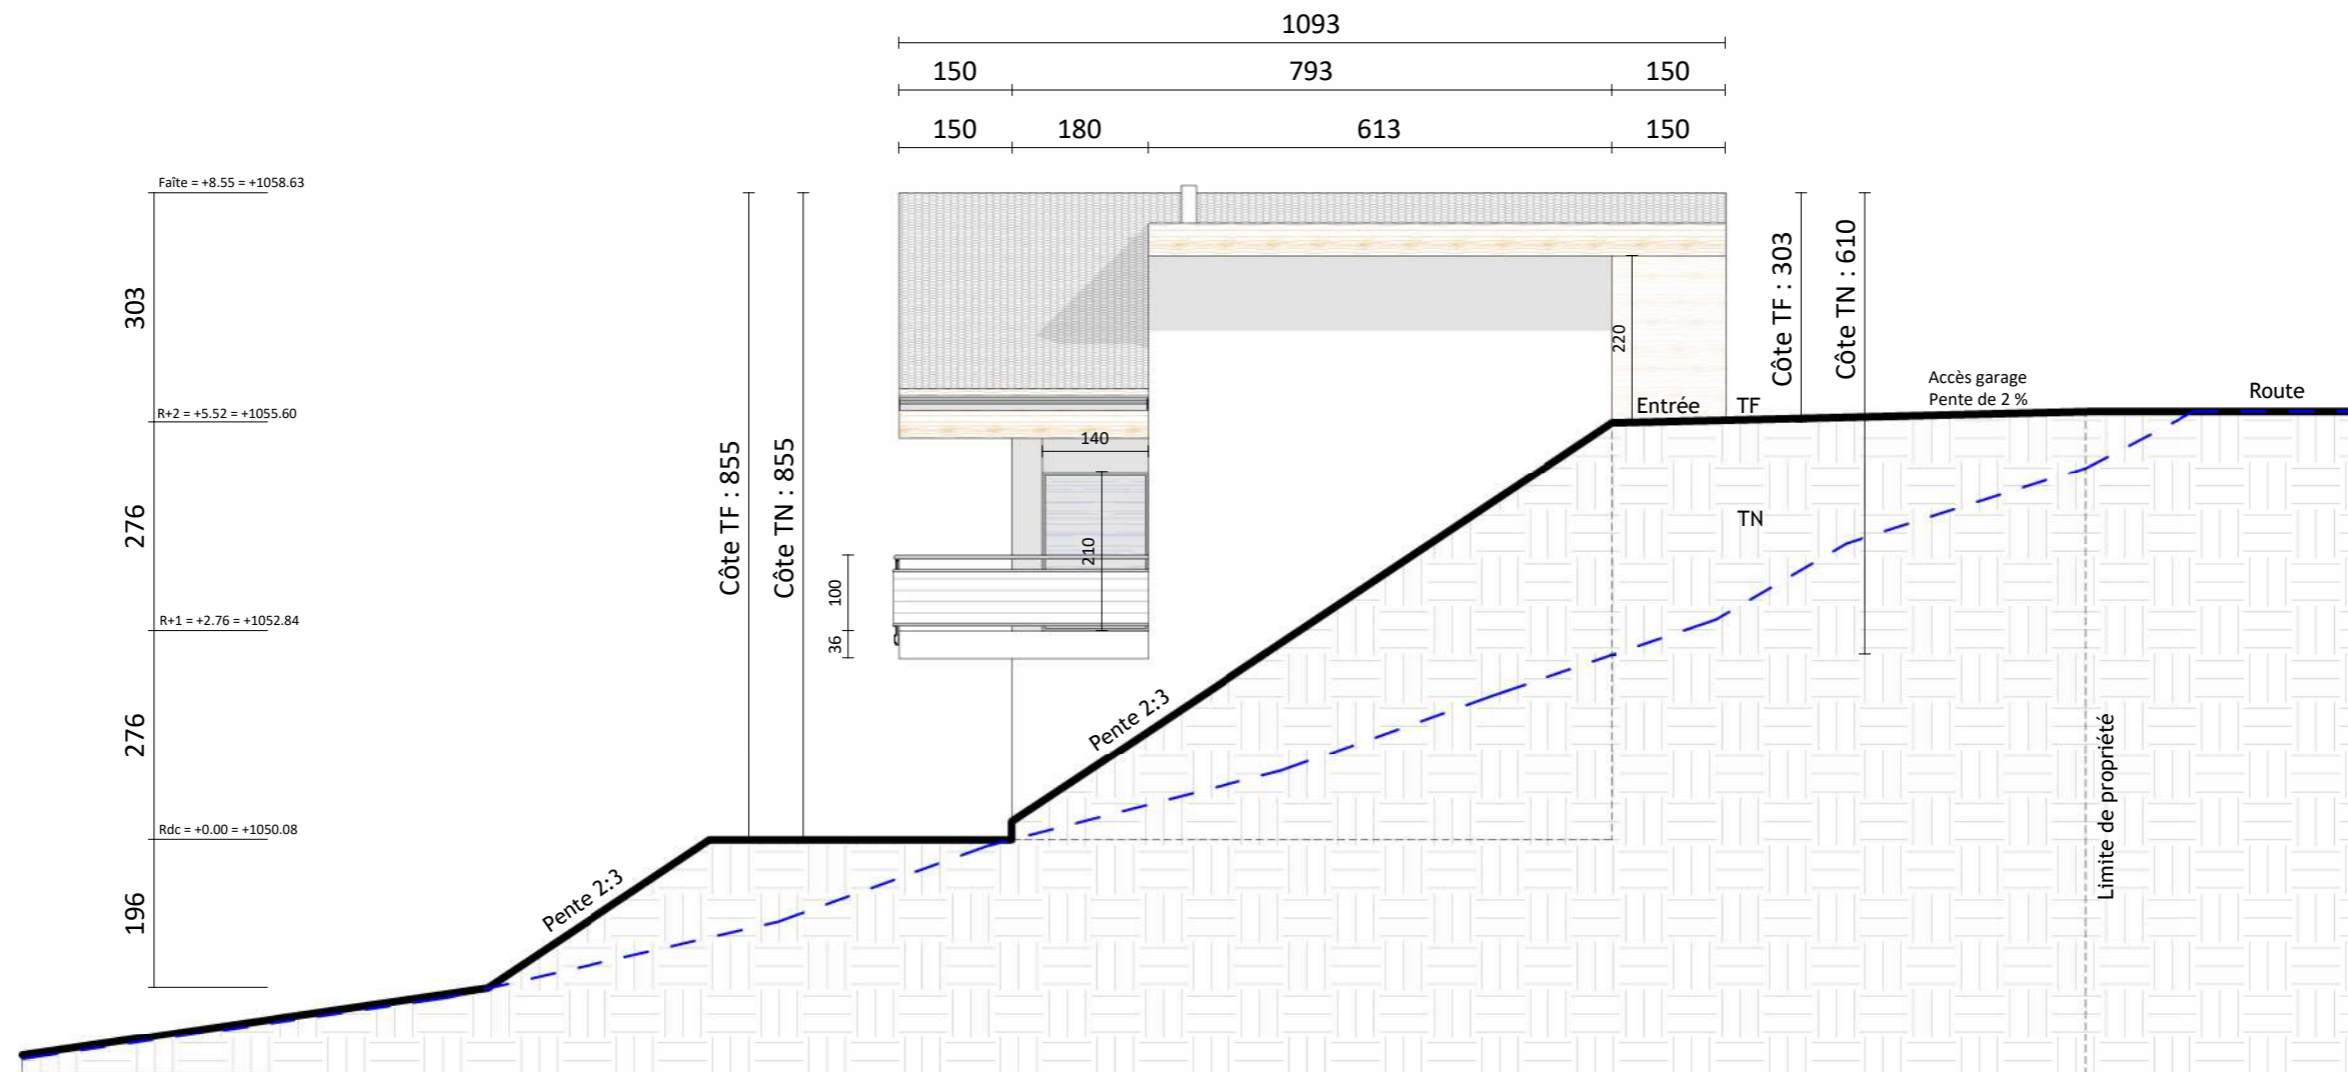 1093
150 793 150
150 180 613 150
Faîte = +8.55 = +1058.63
303
R+2 = +5.52 = +1055.60
276
R+1 = +2.76 = +1052.84
276
Rdc = +0.00 = +1050.08
196
Côte TF : 855
Côte TN : 855
140
210
100
36
220
Côte TF : 303
Côte TN : 610
Entrée
TF
Accès garage
Pente de 2 %
Route
TN
Pente 2:3
Pente 2:3
Limite de propriété